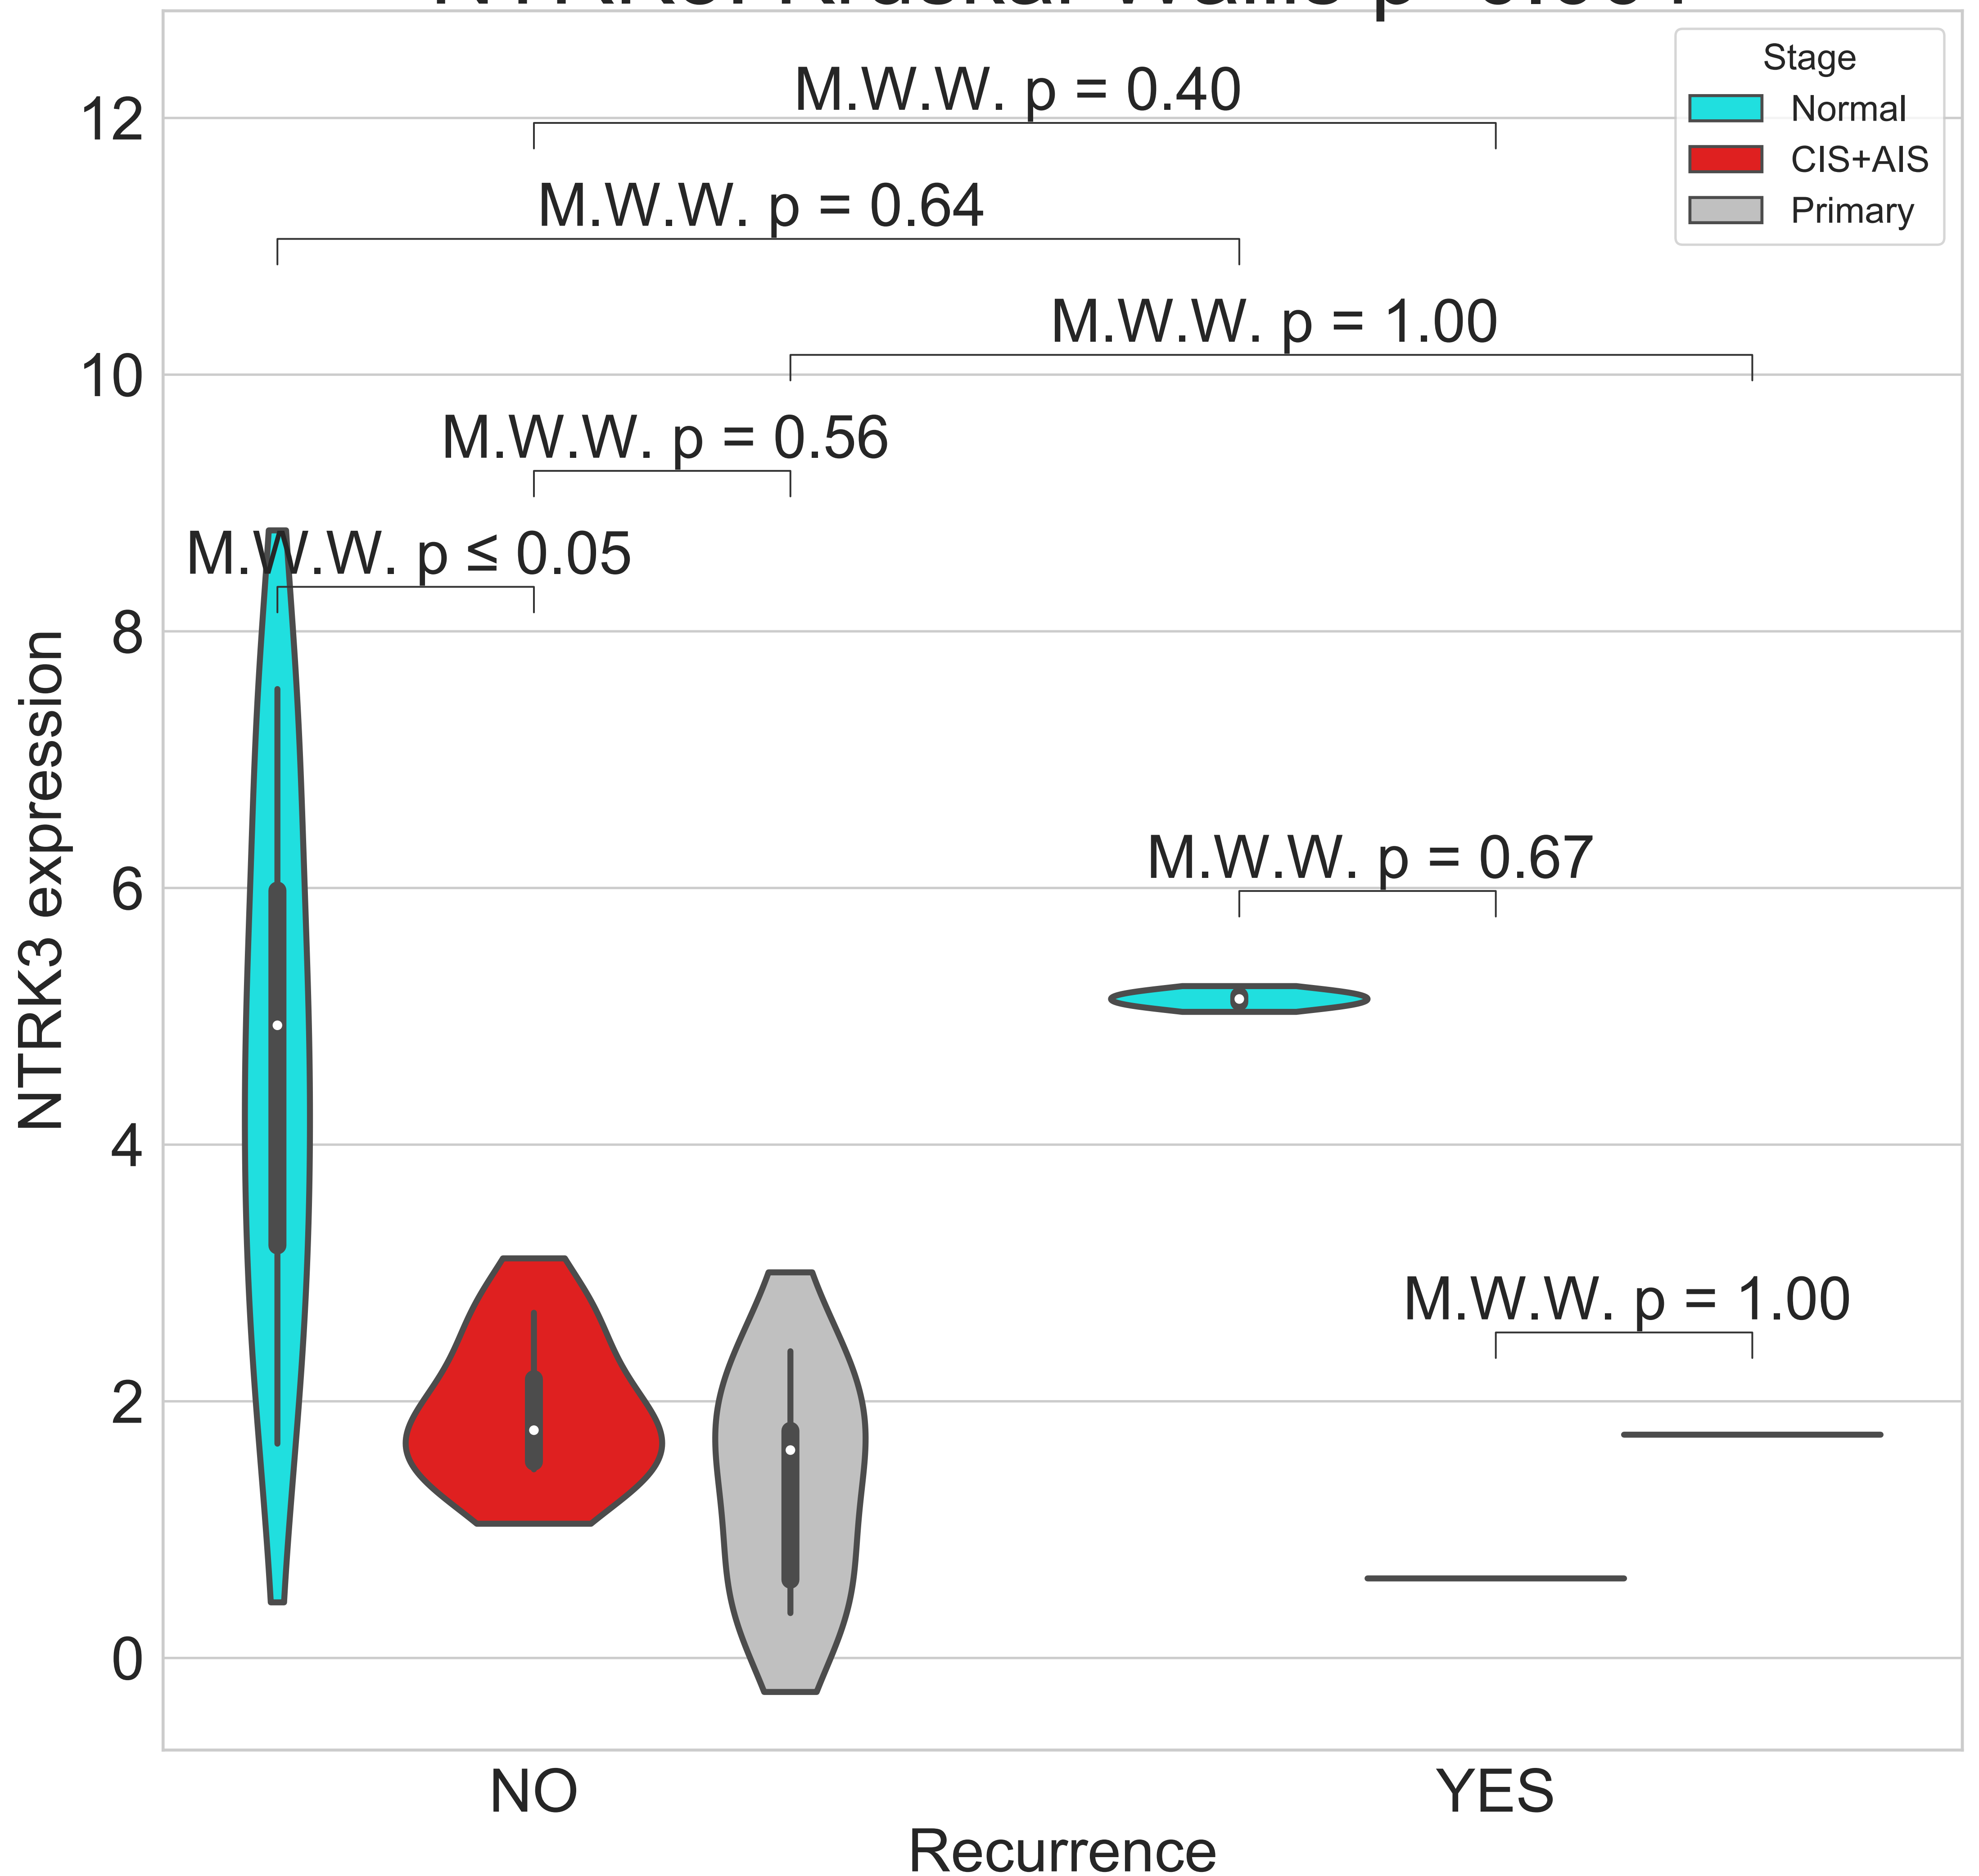 Stage
Normal
CIS+AIS
Primary
M.W.W. p = 0.40
M.W.W. p = 0.64
M.W.W. p = 1.00
M.W.W. p = 0.56
M.W.W. p ≤ 0.05
M.W.W. p = 0.67
M.W.W. p = 1.00
12
10
8
6
4
2
0
NTRK3 expression
NO
YES
Recurrence